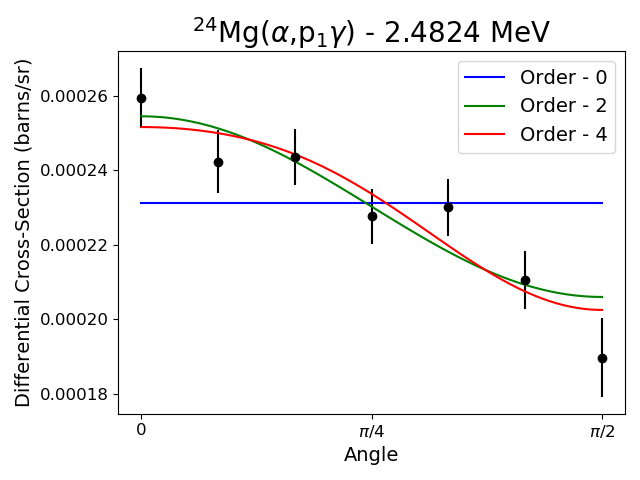 ²⁴Mg(α,p₁γ) - 2.4824 MeV
Differential Cross-Section (barns/sr)
0.00026
0.00024
0.00022
0.00020
0.00018
Order - 0
Order - 2
Order - 4
0
π/4
π/2
Angle